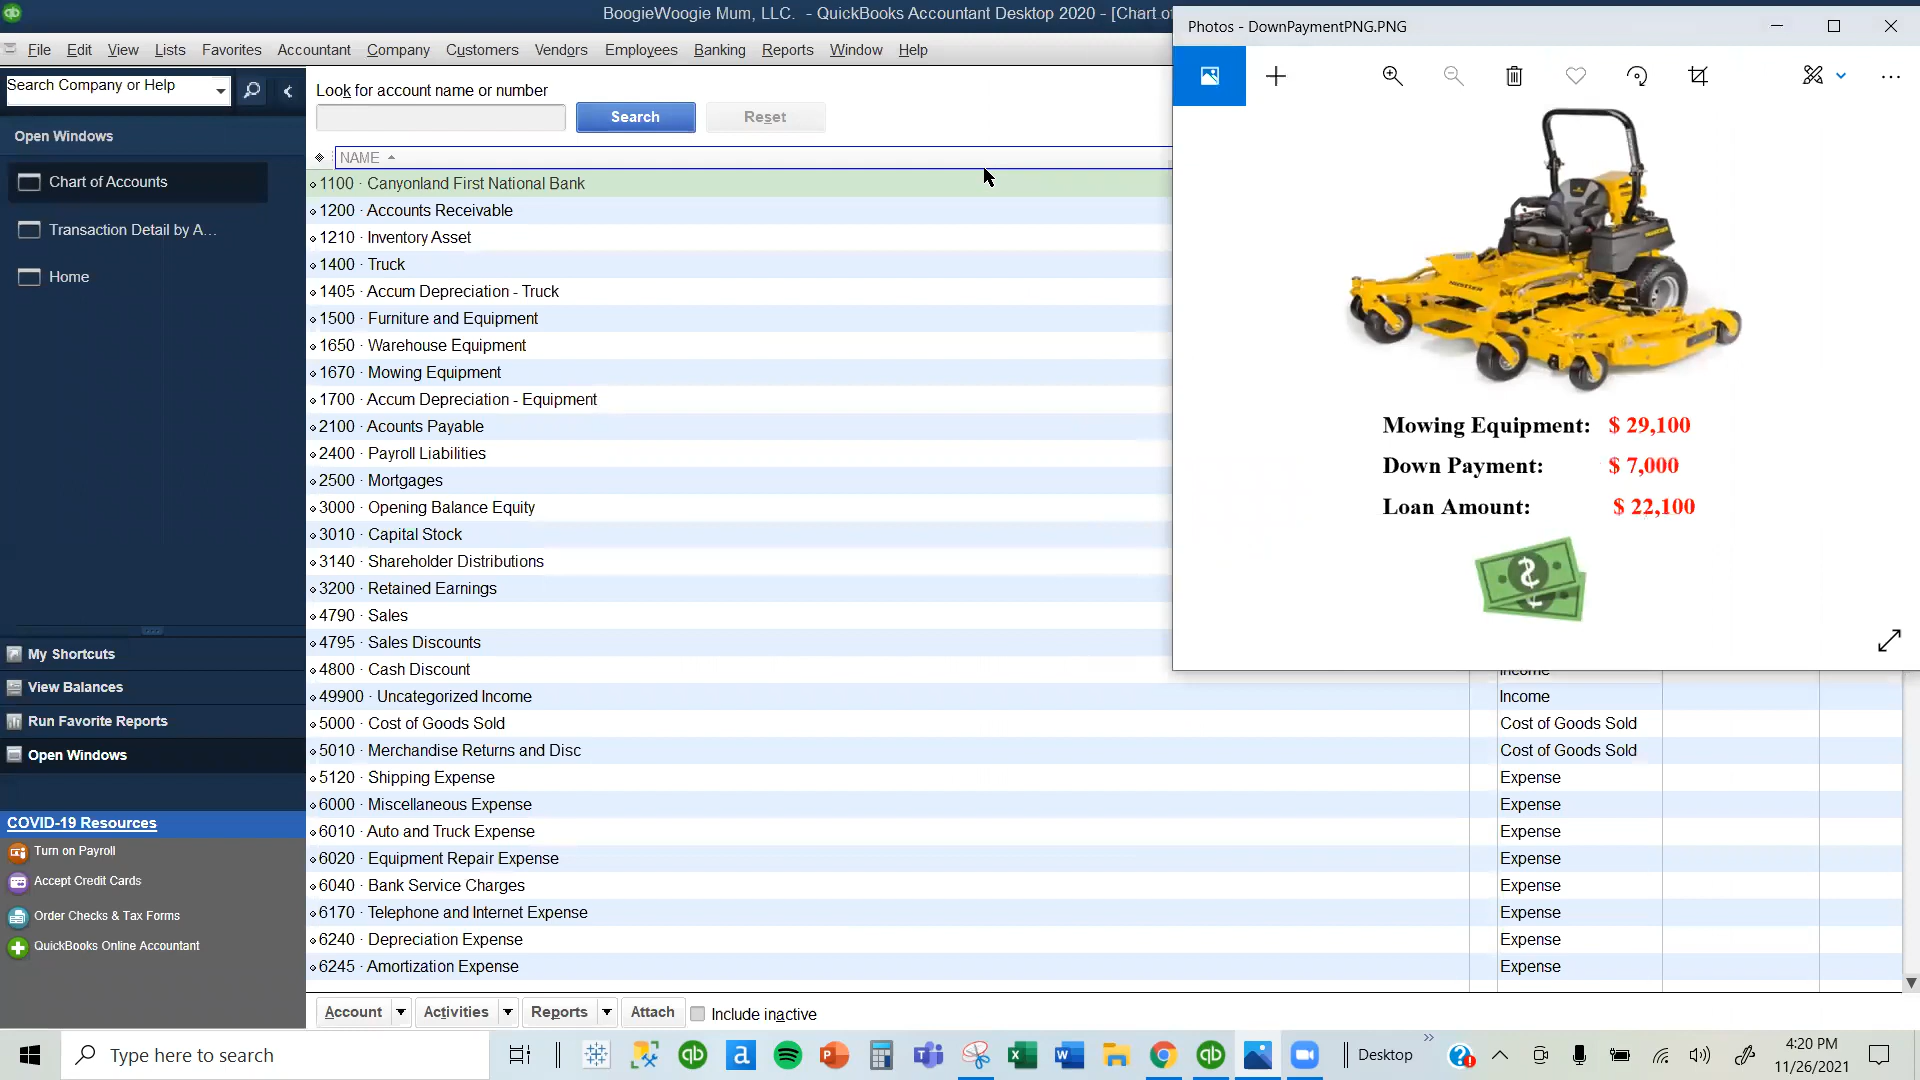 BoogieWoogie Mum, LLC. - QuickBooks Accountant Desktop 2020 - [Chart of
File Edit View Lists Favorites Accountant Company Customers Vendors Employees Banking Reports Window Help
Search Company or Help
Open Windows
Chart of Accounts
Transaction Detail by A...
Home
My Shortcuts
View Balances
Run Favorite Reports
Open Windows
COVID-19 Resources
Turn on Payroll
Accept Credit Cards
Order Checks & Tax Forms
QuickBooks Online Accountant
Look for account name or number
Search Reset
NAME
1100 · Canyonland First National Bank
1200 · Accounts Receivable
1210 · Inventory Asset
1400 · Truck
1405 · Accum Depreciation - Truck
1500 · Furniture and Equipment
1650 · Warehouse Equipment
1670 · Mowing Equipment
1700 · Accum Depreciation - Equipment
2100 · Acounts Payable
2400 · Payroll Liabilities
2500 · Mortgages
3000 · Opening Balance Equity
3010 · Capital Stock
3140 · Shareholder Distributions
3200 · Retained Earnings
4790 · Sales
4795 · Sales Discounts
4800 · Cash Discount Income
49900 · Uncategorized Income Income
5000 · Cost of Goods Sold Cost of Goods Sold
5010 · Merchandise Returns and Disc Cost of Goods Sold
5120 · Shipping Expense Expense
6000 · Miscellaneous Expense Expense
6010 · Auto and Truck Expense Expense
6020 · Equipment Repair Expense Expense
6040 · Bank Service Charges Expense
6170 · Telephone and Internet Expense Expense
6240 · Depreciation Expense Expense
6245 · Amortization Expense Expense
Account Activities Reports Attach Include inactive
Photos - DownPaymentPNG.PNG
HUSTLER
Mowing Equipment: $ 29,100
Down Payment: $ 7,000
Loan Amount: $ 22,100
Type here to search
Desktop
4:20 PM
11/26/2021